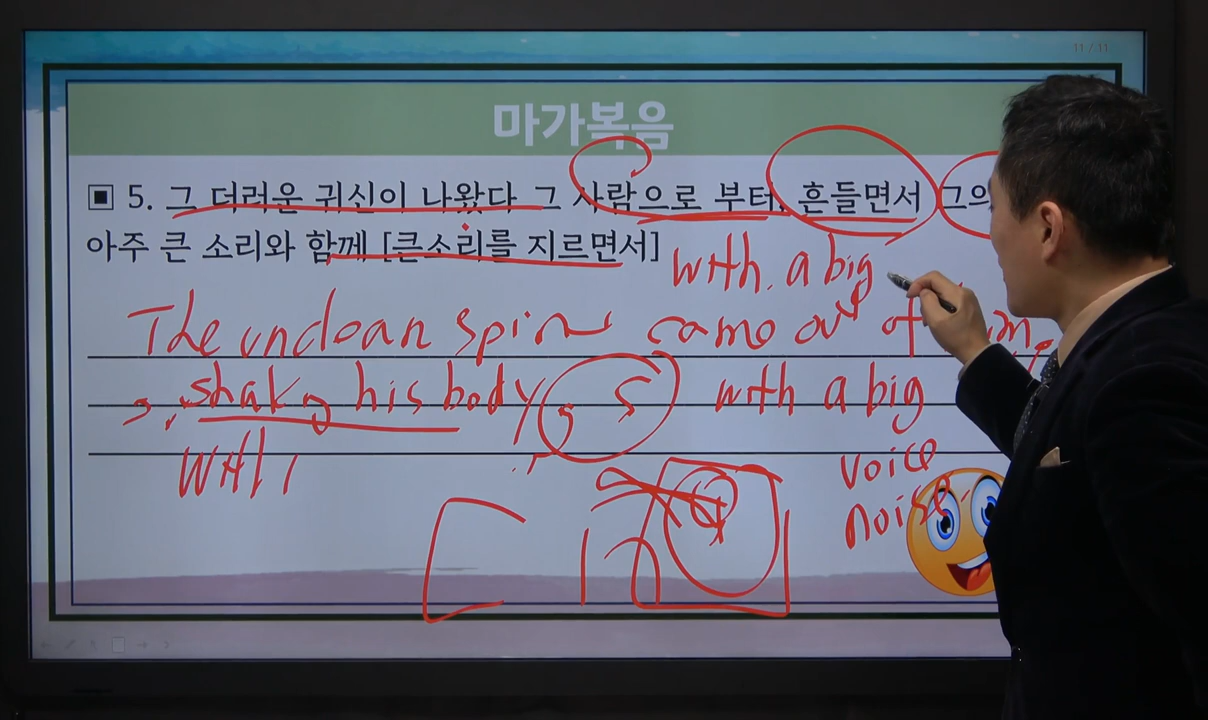 11 / 11
마가복음
▣ 5. 그 더러운 귀신이 나왔다 그 사람으로 부터, 흔들면서 그의
아주 큰 소리와 함께 [큰소리를 지르면서]
with. a big
The unclean came out of
shak his body, 5 with a big
with voice
noise